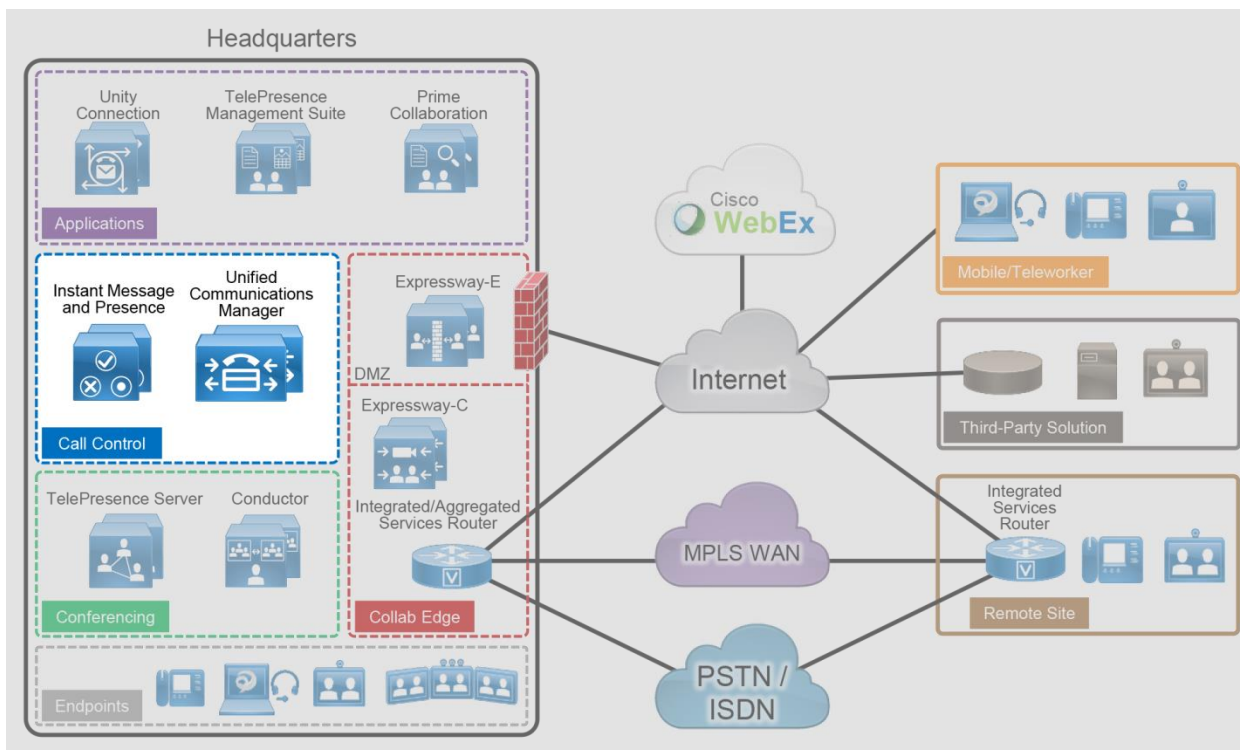 Headquarters
Unity
Connection
TelePresence
Management Suite
Prime
Collaboration
Applications
Instant Message
and Presence
Unified
Communications
Manager
Call Control
Expressway-E
DMZ
Expressway-C
Integrated/Aggregated
Services Router
V
Collab Edge
TelePresence Server
Conductor
Conferencing
Endpoints
Cisco
WebEx
Internet
MPLS WAN
PSTN /
ISDN
Mobile/Teleworker
Third-Party Solution
Integrated
Services
Router
V
Remote Site